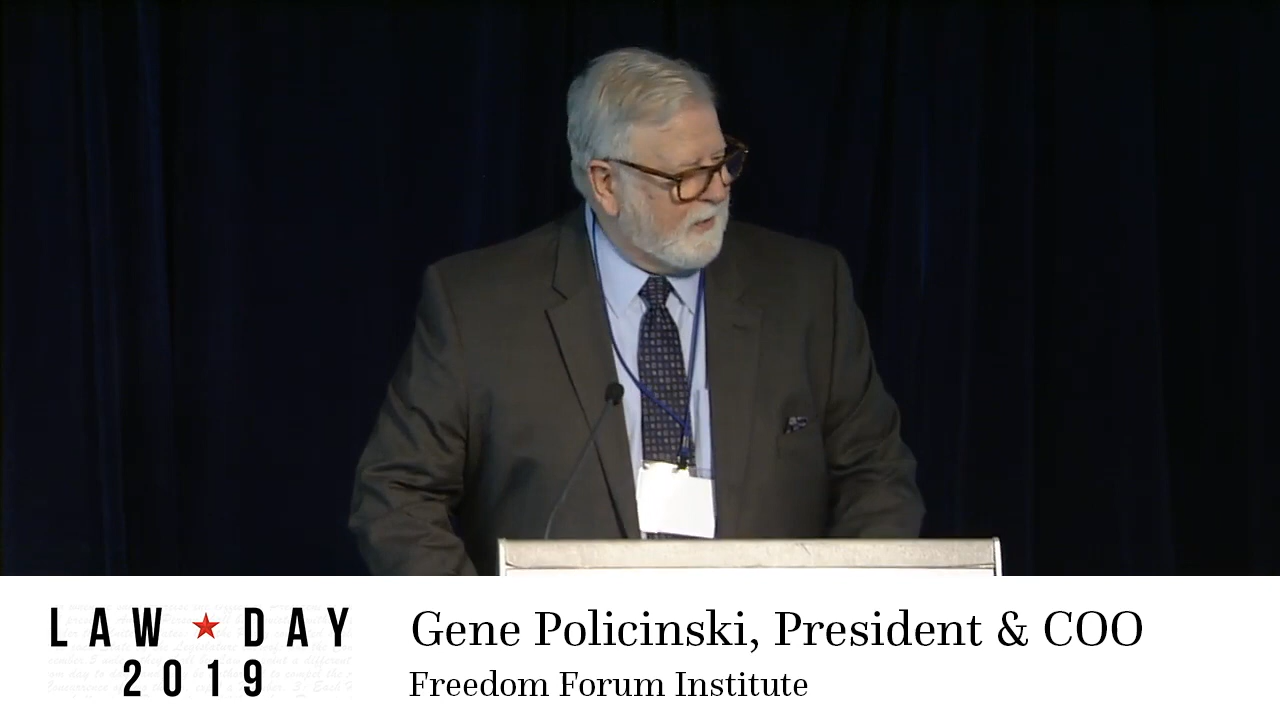 LAW ★ DAY
2019
Gene Policinski, President & COO
Freedom Forum Institute